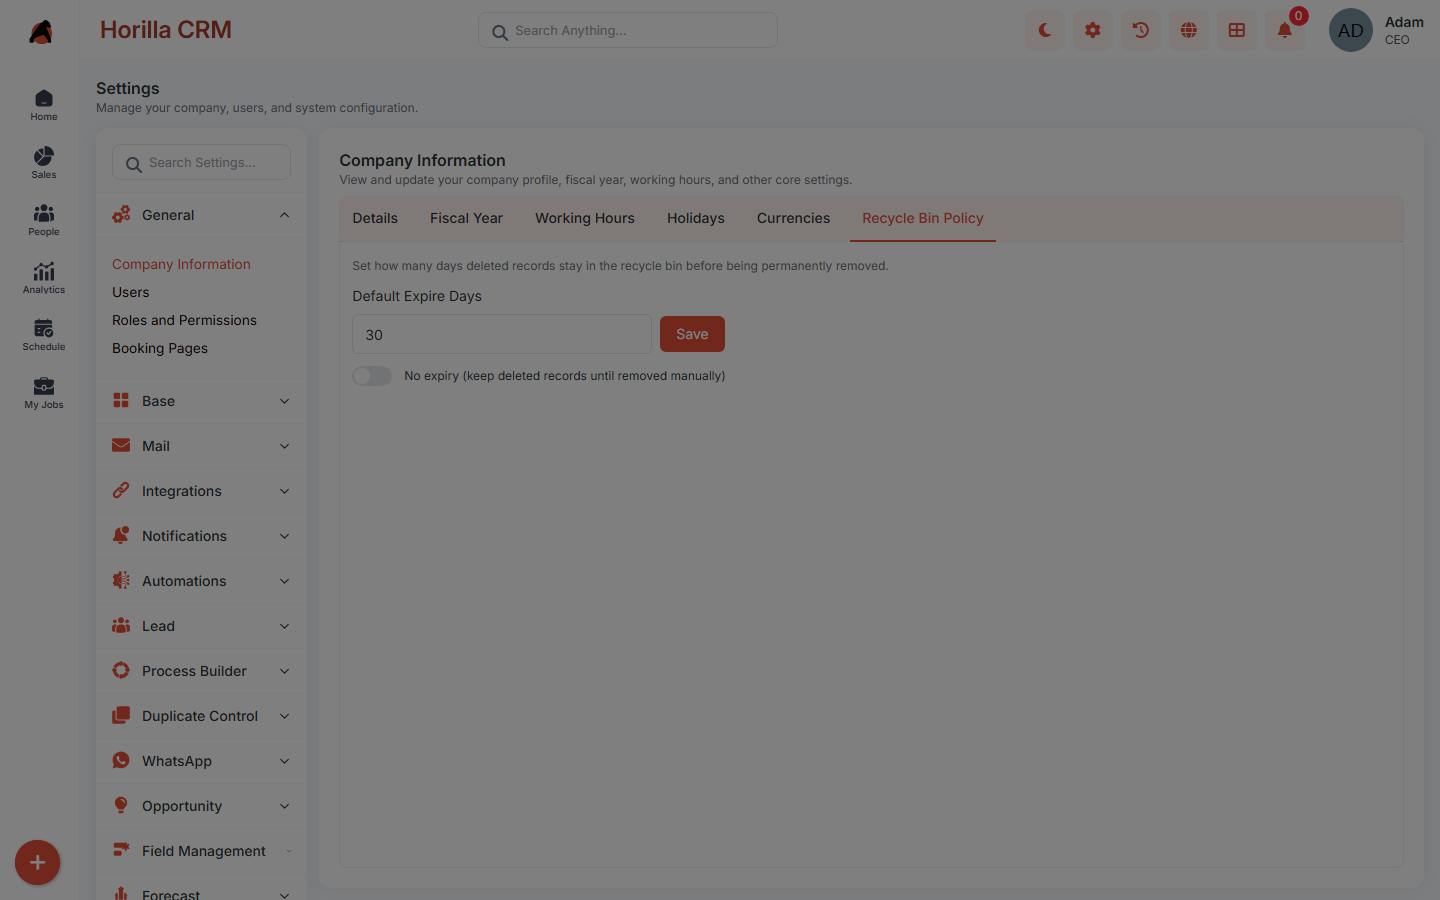 Horilla CRM
Search Anything...
0
AD
Adam
CEO
Home
Sales
People
Analytics
Schedule
My Jobs
Settings
Manage your company, users, and system configuration.
Search Settings...
General
Company Information
Users
Roles and Permissions
Booking Pages
Base
Mail
Integrations
Notifications
Automations
Lead
Process Builder
Duplicate Control
WhatsApp
Opportunity
Field Management
Forecast
Company Information
View and update your company profile, fiscal year, working hours, and other core settings.
Details Fiscal Year Working Hours Holidays Currencies Recycle Bin Policy
Set how many days deleted records stay in the recycle bin before being permanently removed.
Default Expire Days
30 Save
No expiry (keep deleted records until removed manually)